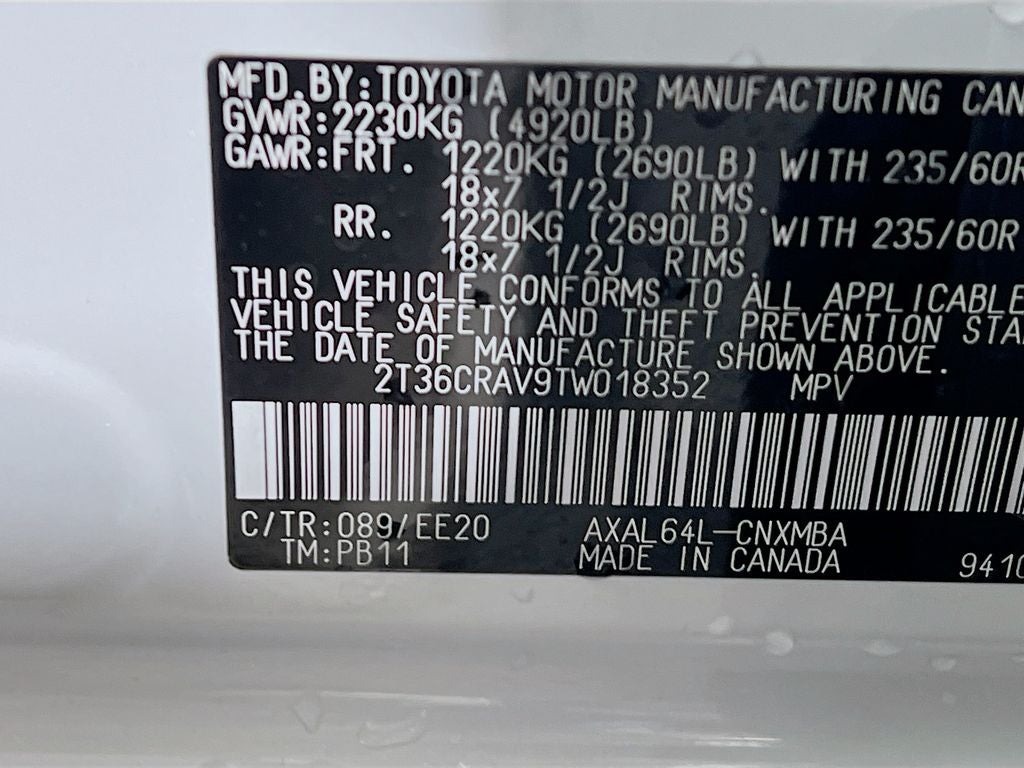 MFD.BY:TOYOTA MOTOR MANUFACTURING CAN
GVWR:2230KG (4920LB)
GAWR:FRT. 1220KG (2690LB) WITH 235/60R
18x7 1/2J RIMS.
RR. 1220KG (2690LB) WITH 235/60R
18x7 1/2J RIMS.
THIS VEHICLE CONFORMS TO ALL APPLICABLE
VEHICLE SAFETY AND THEFT PREVENTION STA
THE DATE OF MANUFACTURE SHOWN ABOVE.
2T36CRAV9TW018352 MPV
C/TR:089/EE20 AXAL64L-CNXMBA
TM:PB11 MADE IN CANADA 9410